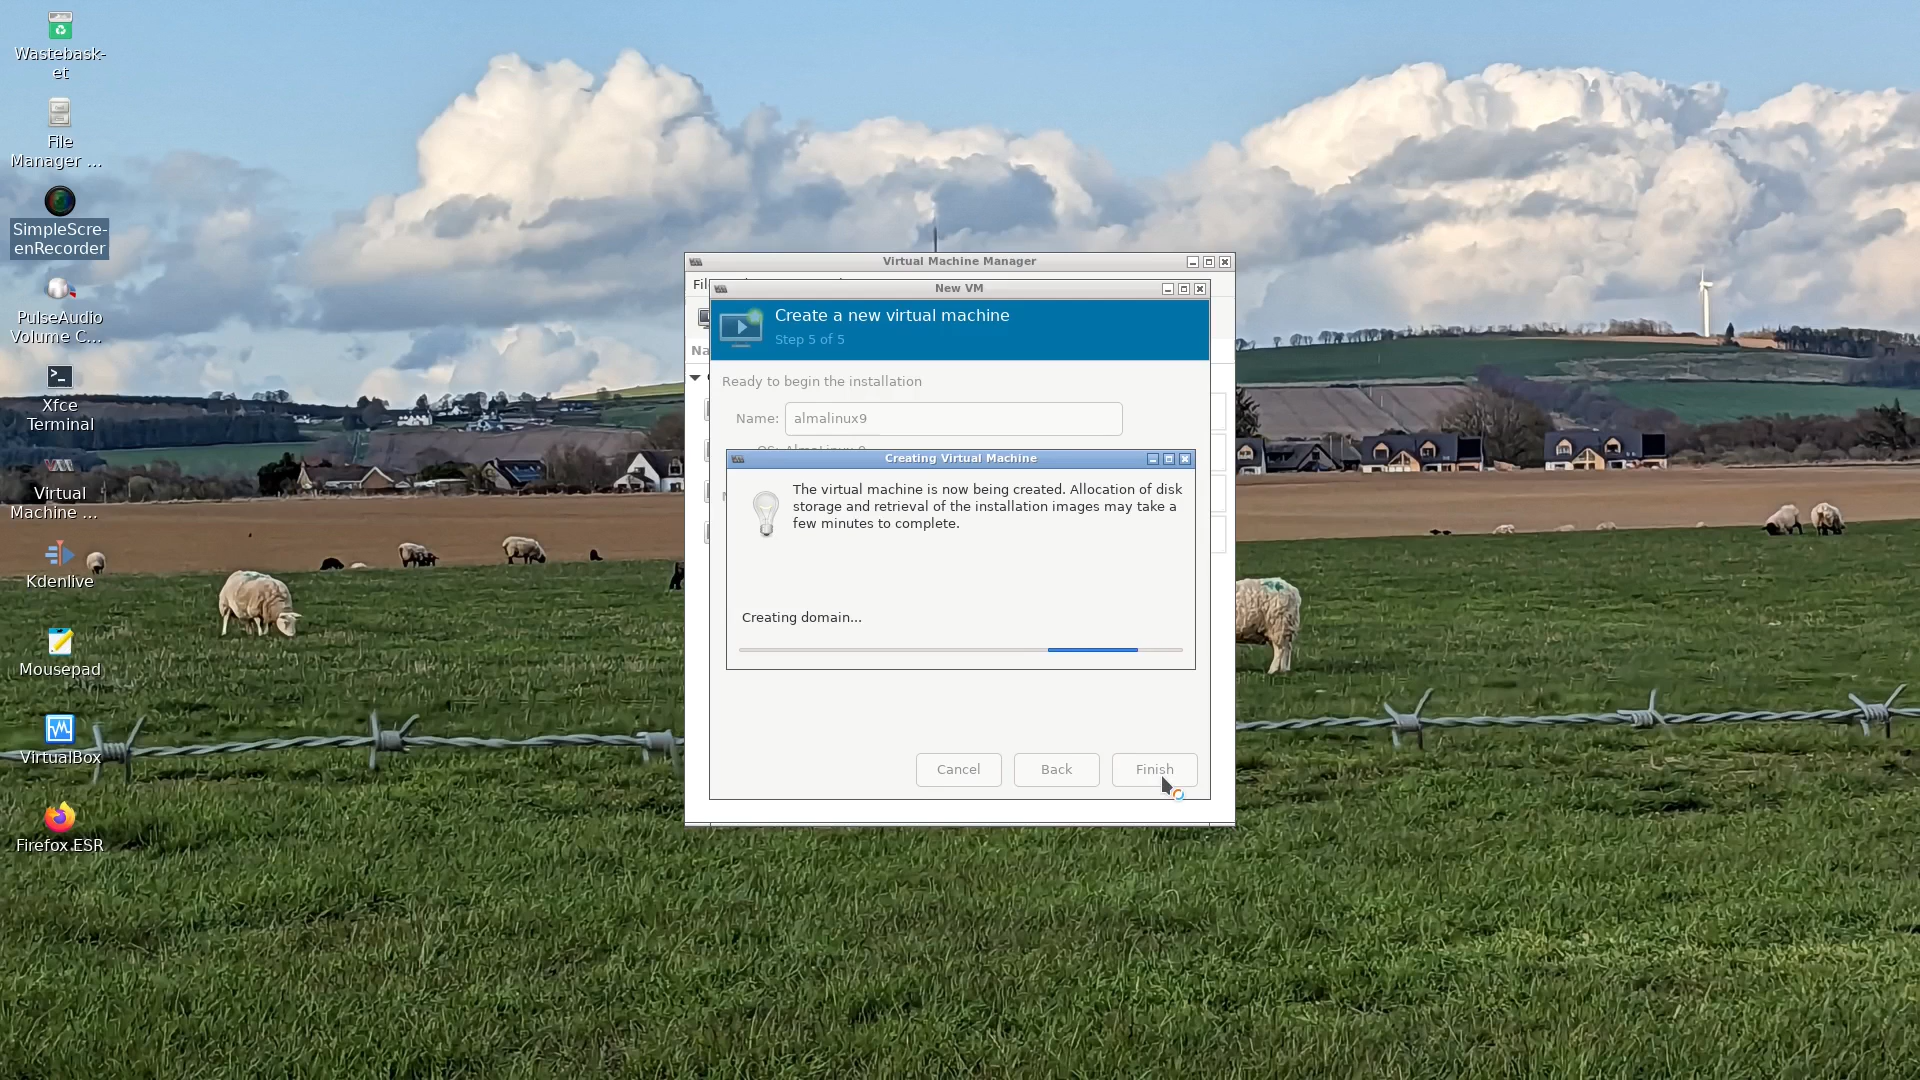 Wastebask-
et
File
Manager ...
SimpleScre-
enRecorder
PulseAudio
Volume C...
Xfce
Terminal
Virtual
Machine ...
Kdenlive
Mousepad
VirtualBox
Firefox ESR
Virtual Machine Manager
New VM
Create a new virtual machine
Step 5 of 5
Ready to begin the installation
Name: almalinux9
Creating Virtual Machine
The virtual machine is now being created. Allocation of disk
storage and retrieval of the installation images may take a
few minutes to complete.
Creating domain...
Cancel Back Finish